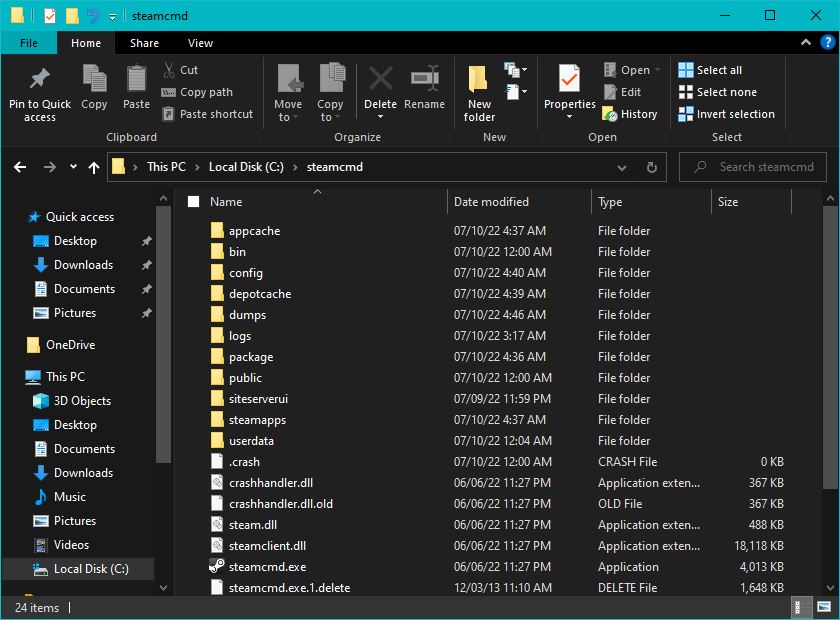 steamcmd
File Home Share View
Pin to Quick access
Copy
Paste
Cut
Copy path
Paste shortcut
Clipboard
Move to
Copy to
Delete
Rename
Organize
New folder
New
Properties
Open
Edit
History
Open
Select all
Select none
Invert selection
Select
This PC > Local Disk (C:) > steamcmd
Search steamcmd
Quick access
Desktop
Downloads
Documents
Pictures
OneDrive
This PC
3D Objects
Desktop
Documents
Downloads
Music
Pictures
Videos
Local Disk (C:)
Name Date modified Type Size
appcache 07/10/22 4:37 AM File folder
bin 07/10/22 12:00 AM File folder
config 07/10/22 4:40 AM File folder
depotcache 07/10/22 4:39 AM File folder
dumps 07/10/22 4:46 AM File folder
logs 07/10/22 3:17 AM File folder
package 07/10/22 4:36 AM File folder
public 07/10/22 12:00 AM File folder
siteserverui 07/09/22 11:59 PM File folder
steamapps 07/10/22 4:37 AM File folder
userdata 07/10/22 12:04 AM File folder
.crash 07/10/22 12:00 AM CRASH File 0 KB
crashhandler.dll 06/06/22 11:27 PM Application exten... 367 KB
crashhandler.dll.old 06/06/22 11:27 PM OLD File 367 KB
steam.dll 06/06/22 11:27 PM Application exten... 488 KB
steamclient.dll 06/06/22 11:27 PM Application exten... 18,118 KB
steamcmd.exe 06/06/22 11:27 PM Application 4,013 KB
steamcmd.exe.1.delete 12/03/13 11:10 AM DELETE File 1,648 KB
24 items